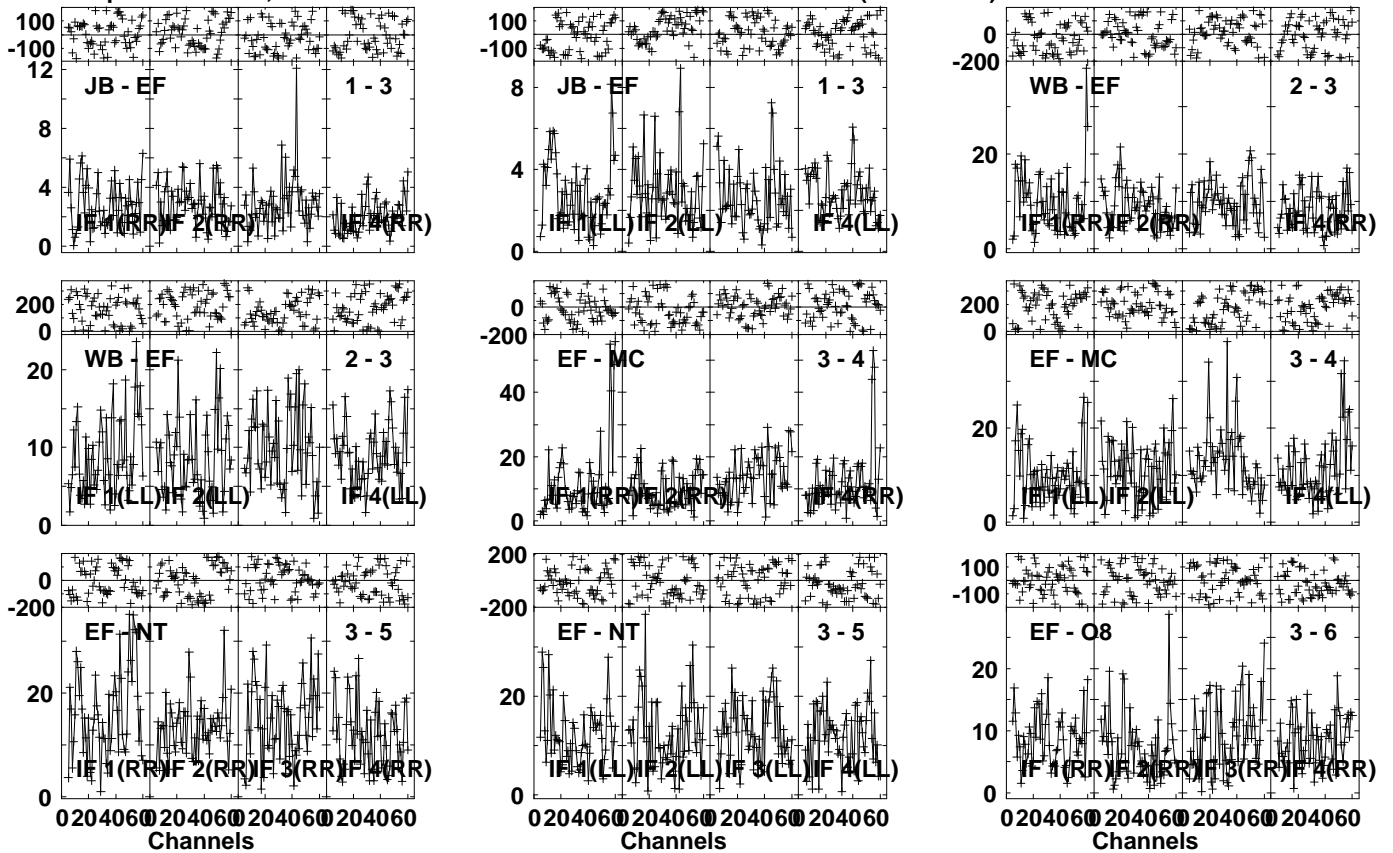 100
-100
12
8
4
0
JB - EF 1 - 3
IF 1(RR) IF 2(RR) IF 4(RR)
100
-100
8
4
0
JB - EF 1 - 3
IF 1(LL) IF 2(LL) IF 4(LL)
0
-200
20
0
WB - EF 2 - 3
IF 1(RR) IF 2(RR) IF 4(RR)
200
0
20
10
0
WB - EF 2 - 3
IF 1(LL) IF 2(LL) IF 4(LL)
0
-200
40
20
0
EF - MC 3 - 4
IF 1(RR) IF 2(RR) IF 4(RR)
200
0
20
0
EF - MC 3 - 4
IF 1(LL) IF 2(LL) IF 4(LL)
0
-200
20
0
EF - NT 3 - 5
IF 1(RR) IF 2(RR) IF 3(RR) IF 4(RR)
0 20 40 60 0 20 40 60 0 20 40 60 0 20 40 60
Channels
200
0
-200
20
0
EF - NT 3 - 5
IF 1(LL) IF 2(LL) IF 3(LL) IF 4(LL)
0 20 40 60 0 20 40 60 0 20 40 60 0 20 40 60
Channels
100
-100
20
10
0
EF - O8 3 - 6
IF 1(RR) IF 2(RR) IF 3(RR) IF 4(RR)
0 20 40 60 0 20 40 60 0 20 40 60 0 20 40 60
Channels